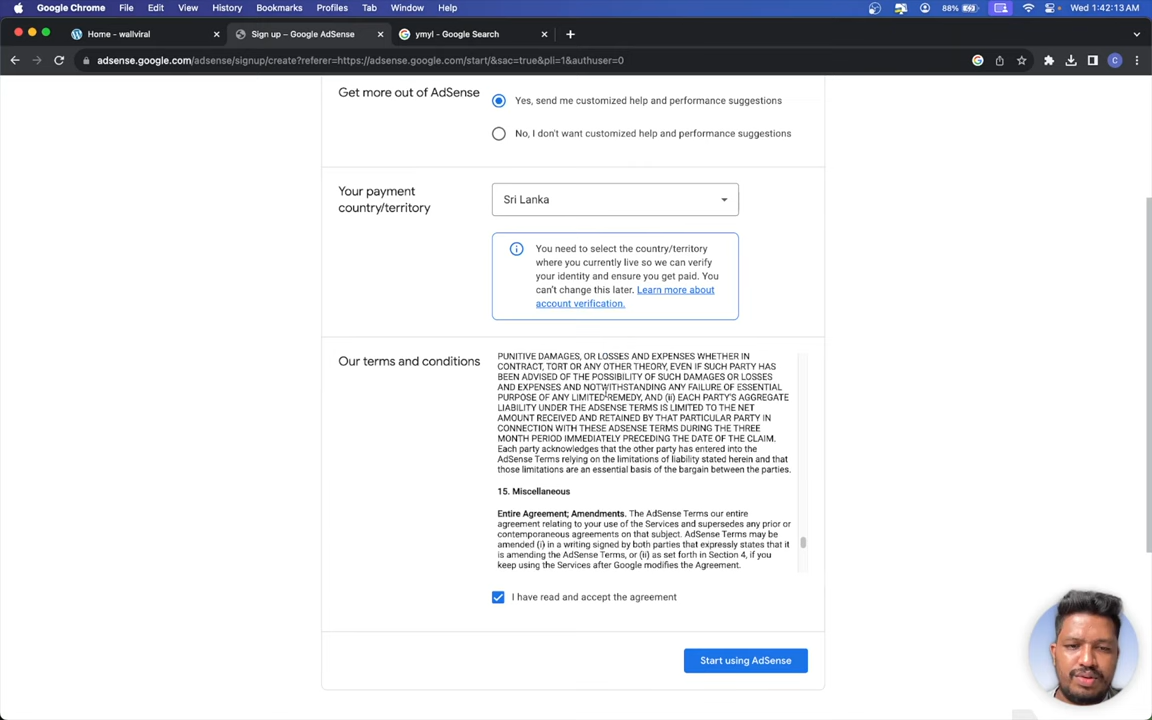 Google Chrome File Edit View History Bookmarks Profiles Tab Window Help 88% Wed 1:42:13 AM
Home - wallviral Sign up – Google AdSense ymyl - Google Search
adsense.google.com/adsense/signup/create?referer=https://adsense.google.com/start/&sac=true&pli=1&authuser=0 C
Get more out of AdSense
Yes, send me customized help and performance suggestions
No, I don't want customized help and performance suggestions
Your payment
country/territory
Sri Lanka
You need to select the country/territory
where you currently live so we can verify
your identity and ensure you get paid. You
can't change this later. Learn more about
account verification.
Our terms and conditions
PUNITIVE DAMAGES, OR LOSSES AND EXPENSES WHETHER IN
CONTRACT, TORT OR ANY OTHER THEORY, EVEN IF SUCH PARTY HAS
BEEN ADVISED OF THE POSSIBILITY OF SUCH DAMAGES OR LOSSES
AND EXPENSES AND NOTWITHSTANDING ANY FAILURE OF ESSENTIAL
PURPOSE OF ANY LIMITED REMEDY, AND (ii) EACH PARTY'S AGGREGATE
LIABILITY UNDER THE ADSENSE TERMS IS LIMITED TO THE NET
AMOUNT RECEIVED AND RETAINED BY THAT PARTICULAR PARTY IN
CONNECTION WITH THESE ADSENSE TERMS DURING THE THREE
MONTH PERIOD IMMEDIATELY PRECEDING THE DATE OF THE CLAIM.
Each party acknowledges that the other party has entered into the
AdSense Terms relying on the limitations of liability stated herein and that
those limitations are an essential basis of the bargain between the parties.
15. Miscellaneous
Entire Agreement; Amendments. The AdSense Terms our entire
agreement relating to your use of the Services and supersedes any prior or
contemporaneous agreements on that subject. AdSense Terms may be
amended (i) in a writing signed by both parties that expressly states that it
is amending the AdSense Terms, or (ii) as set forth in Section 4, if you
keep using the Services after Google modifies the Agreement.
I have read and accept the agreement
Start using AdSense